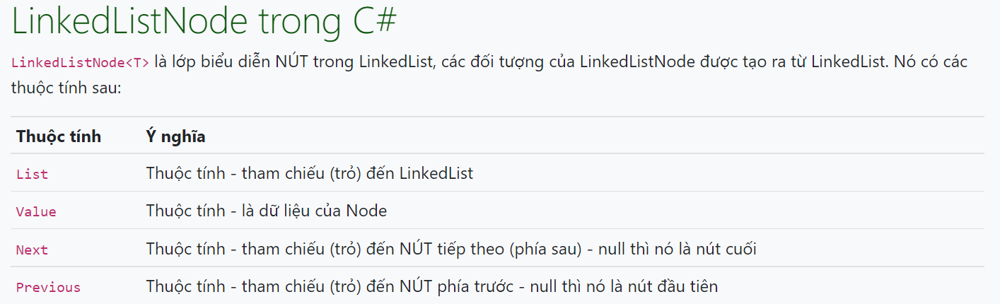 LinkedListNode trong C#
LinkedListNode<T> là lớp biểu diễn NÚT trong LinkedList, các đối tượng của LinkedListNode được tạo ra từ LinkedList. Nó có các
thuộc tính sau:
Thuộc tính Ý nghĩa
List Thuộc tính - tham chiếu (trỏ) đến LinkedList
Value Thuộc tính - là dữ liệu của Node
Next Thuộc tính - tham chiếu (trỏ) đến NÚT tiếp theo (phía sau) - null thì nó là nút cuối
Previous Thuộc tính - tham chiếu (trỏ) đến NÚT phía trước - null thì nó là nút đầu tiên